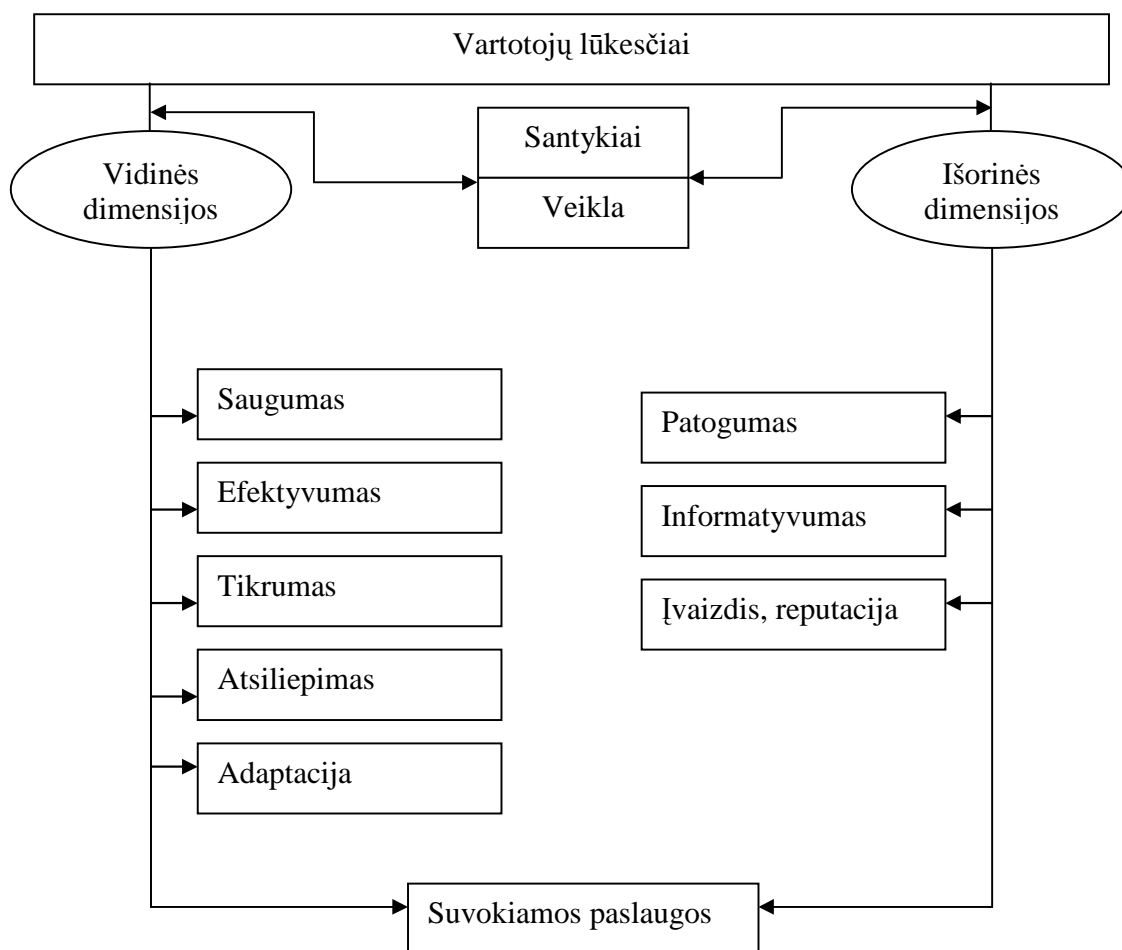 Vartotojų lūkesčiai
Santykiai
Veikla
Vidinės
dimensijos
Išorinės
dimensijos
Saugumas
Efektyvumas
Tikrumas
Atsiliepimas
Adaptacija
Patogumas
Informatyvumas
Įvaizdis, reputacija
Suvokiamos paslaugos